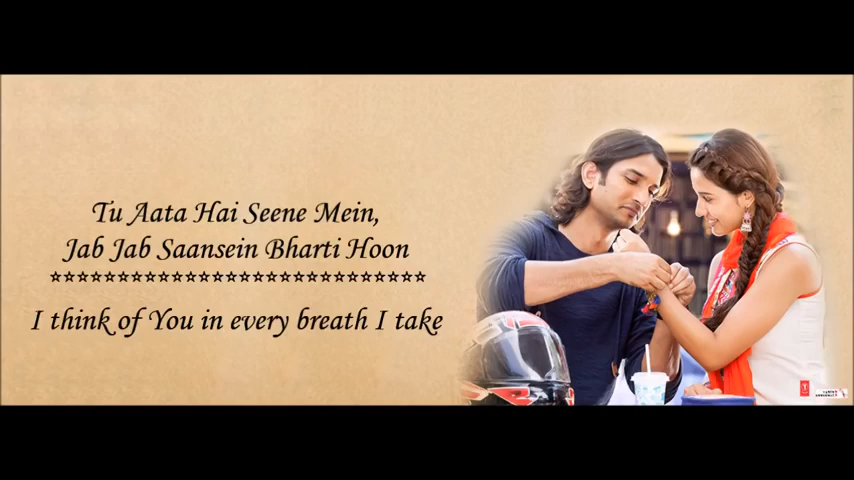 Tu Aata Hai Seene Mein,
Jab Jab Saansein Bharti Hoon
I think of You in every breath I take